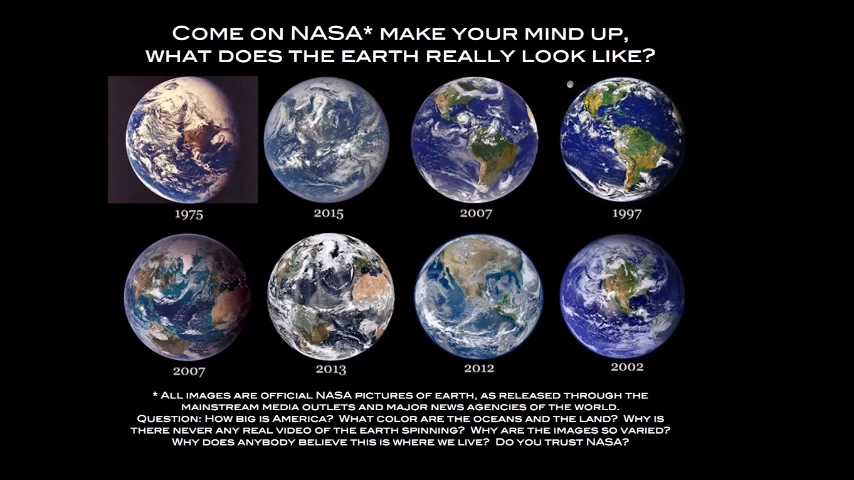 Come on NASA* make your mind up,
what does the earth really look like?
1975
2015
2007
1997
2007
2013
2012
2002
* All images are official NASA pictures of earth, as released through the
mainstream media outlets and major news agencies of the world.
Question: How big is America? What color are the oceans and the land? Why is
there never any real video of the earth spinning? Why are the images so varied?
Why does anybody believe this is where we live? Do you trust NASA?